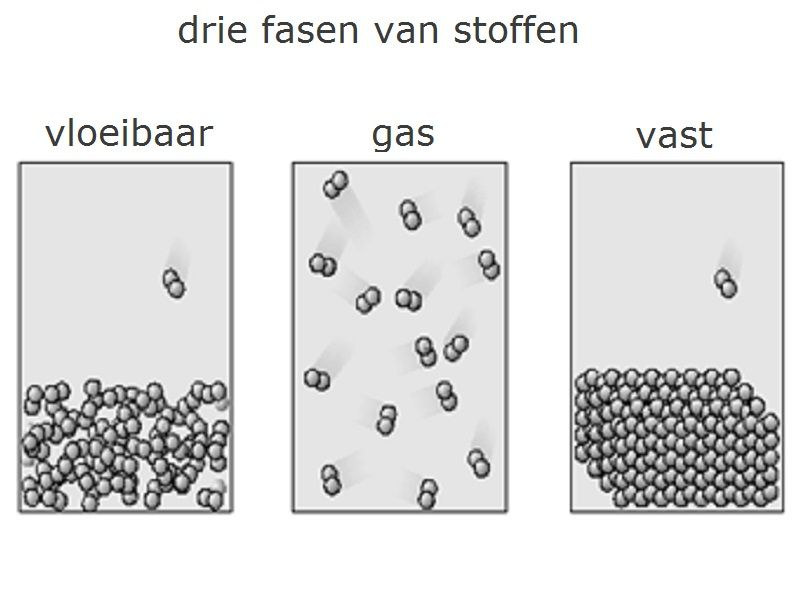 drie fasen van stoffen
vloeibaar
gas
vast